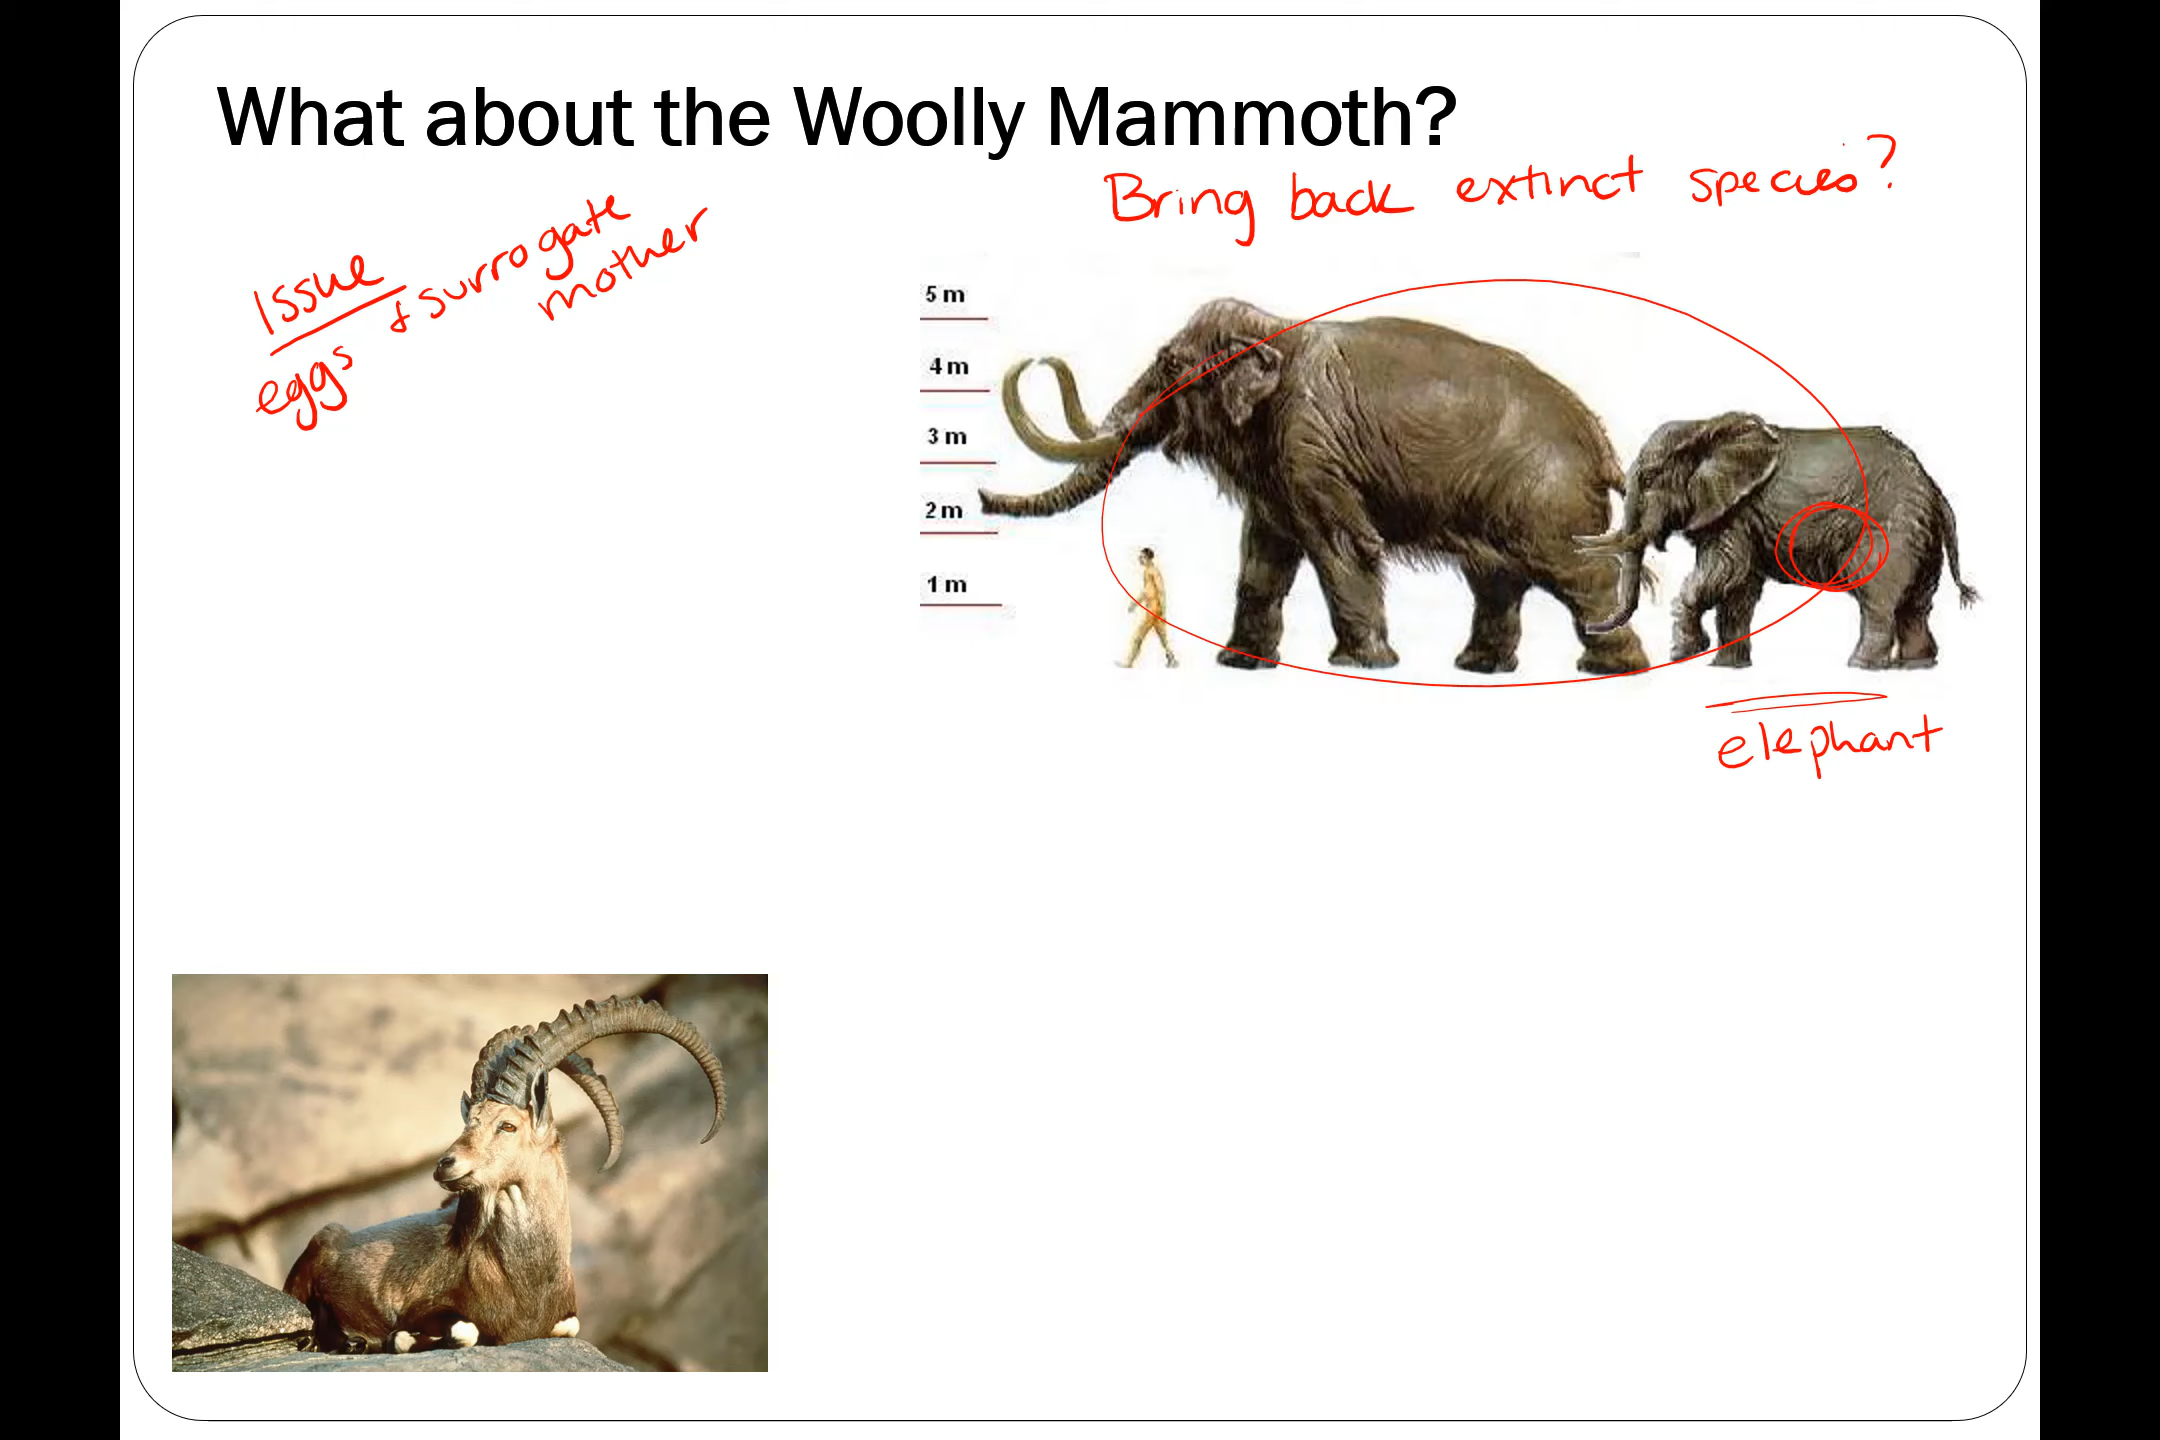 What about the Woolly Mammoth?
Bring back extinct species?
Issue
eggs & surrogate
mother
5 m
4 m
3 m
2 m
1 m
elephant